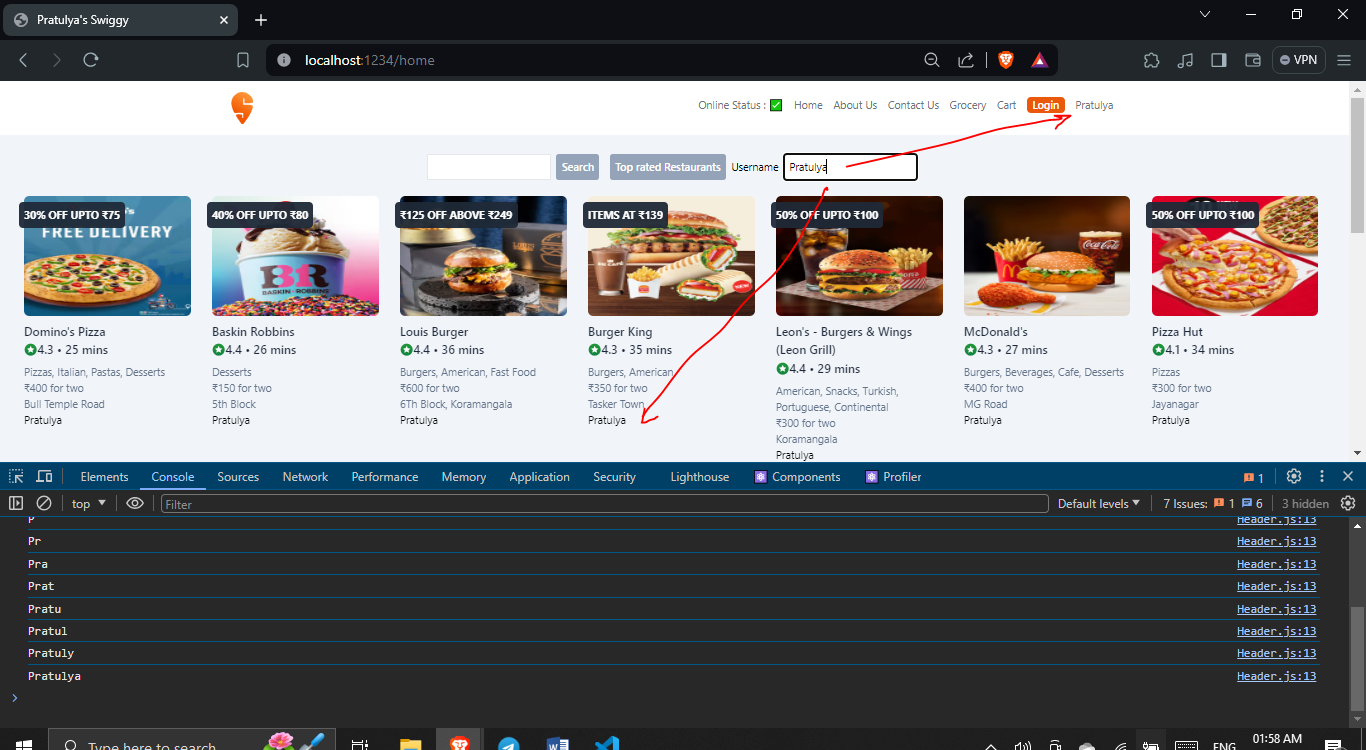 Pratulya's Swiggy
localhost:1234/home
VPN
Online Status : ✅ Home About Us Contact Us Grocery Cart Login Pratulya
Search Top rated Restaurants Username Pratulya
30% OFF UPTO ₹75
FREE DELIVERY
Domino's Pizza
4.3 • 25 mins
Pizzas, Italian, Pastas, Desserts
₹400 for two
Bull Temple Road
Pratulya
40% OFF UPTO ₹80
BR
BASKIN ROBBINS
Baskin Robbins
4.4 • 26 mins
Desserts
₹150 for two
5th Block
Pratulya
₹125 OFF ABOVE ₹249
Louis Burger
4.4 • 36 mins
Burgers, American, Fast Food
₹600 for two
6Th Block, Koramangala
Pratulya
ITEMS AT ₹139
Burger King
4.3 • 35 mins
Burgers, American
₹350 for two
Tasker Town
Pratulya
50% OFF UPTO ₹100
Leon's - Burgers & Wings
(Leon Grill)
4.4 • 29 mins
American, Snacks, Turkish,
Portuguese, Continental
₹300 for two
Koramangala
Pratulya
Coca-Cola
McDonald's
4.3 • 27 mins
Burgers, Beverages, Cafe, Desserts
₹400 for two
MG Road
Pratulya
50% OFF UPTO ₹100
Pizza Hut
4.1 • 34 mins
Pizzas
₹300 for two
Jayanagar
Pratulya
Elements Console Sources Network Performance Memory Application Security Lighthouse Components Profiler 1
top Filter Default levels 7 Issues: 1 6 3 hidden
P Header.js:13
Pr Header.js:13
Pra Header.js:13
Prat Header.js:13
Pratu Header.js:13
Pratul Header.js:13
Pratuly Header.js:13
Pratulya Header.js:13
Type here to search
ENG
01:58 AM